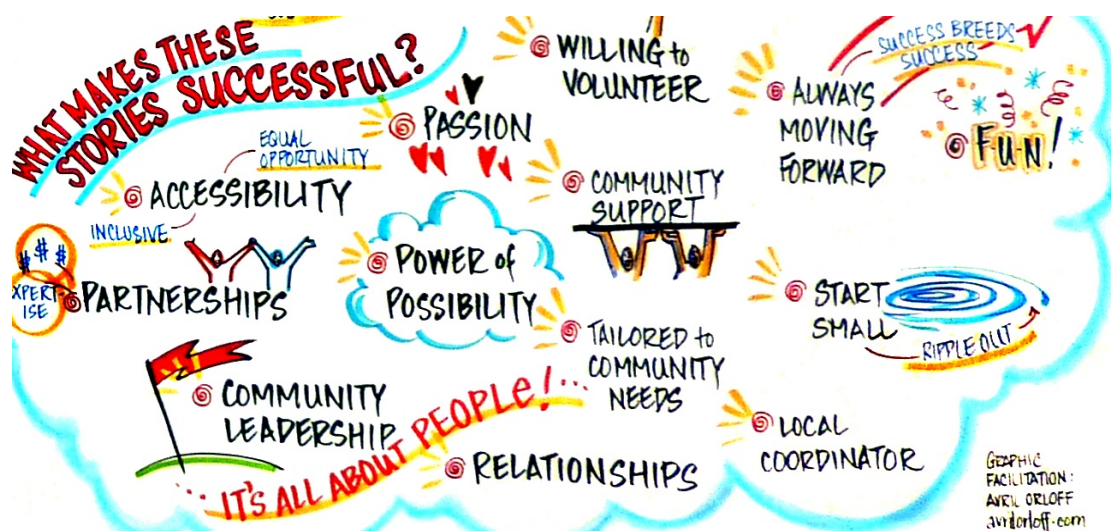 WHAT MAKES THESE
STORIES SUCCESSFUL?
EQUAL
OPPORTUNITY
ACCESSIBILITY
INCLUSIVE
$ $ $
XPERT-
ISE
PARTNERSHIPS
COMMUNITY
LEADERSHIP
... IT'S ALL ABOUT PEOPLE! ...
PASSION
POWER of
POSSIBILITY
WILLING to
VOLUNTEER
COMMUNITY
SUPPORT
TAILORED to
COMMUNITY
NEEDS
RELATIONSHIPS
SUCCESS BREEDS
SUCCESS
ALWAYS
MOVING
FORWARD
F·U·N!
START
SMALL
RIPPLE OUT
LOCAL
COORDINATOR
GRAPHIC
FACILITATION:
AVRIL ORLOFF
avrilorloff.com